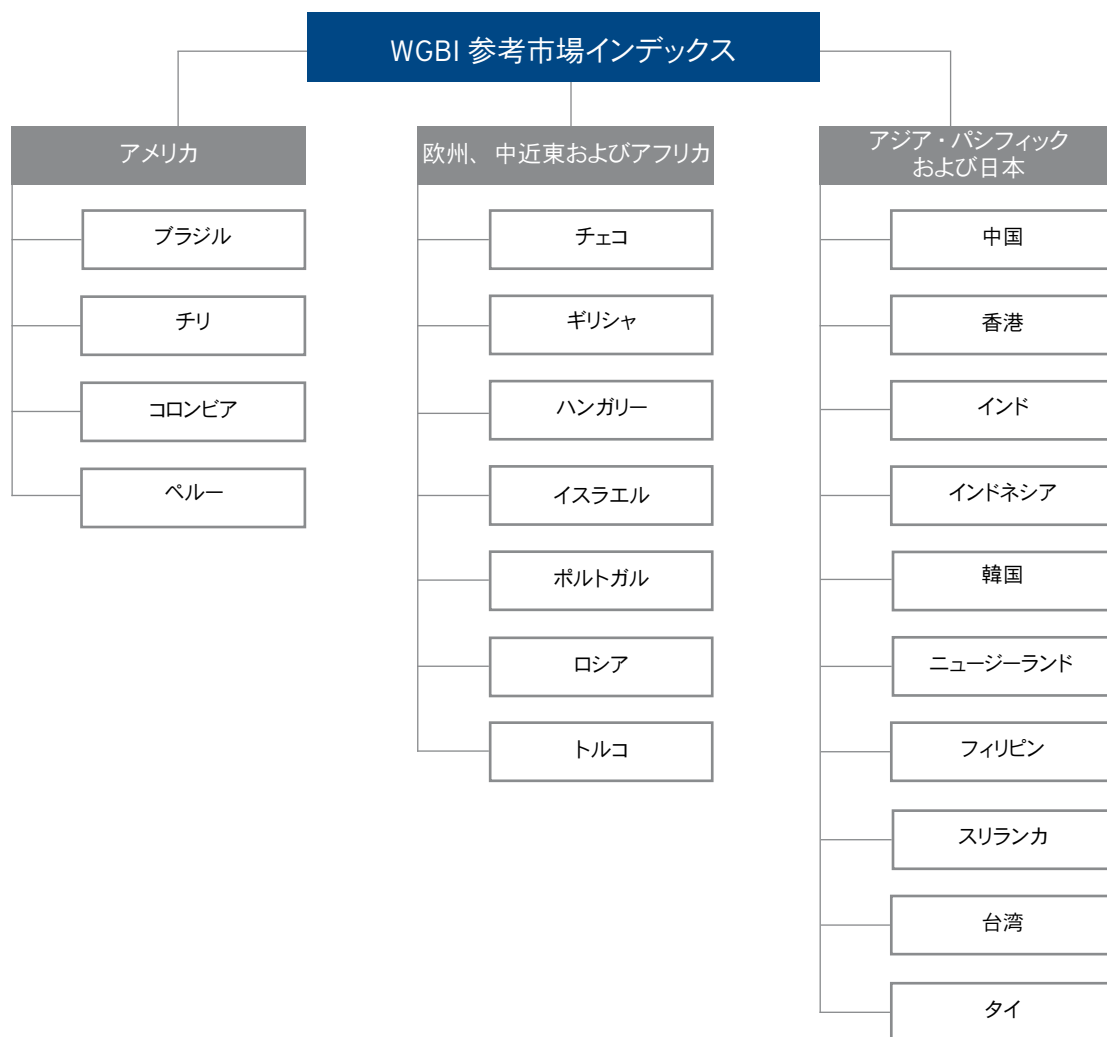 WGBI 参考市場インデックス
アメリカ
ブラジル
チリ
コロンビア
ペルー
欧州、中近東およびアフリカ
チェコ
ギリシャ
ハンガリー
イスラエル
ポルトガル
ロシア
トルコ
アジア・パシフィック
および日本
中国
香港
インド
インドネシア
韓国
ニュージーランド
フィリピン
スリランカ
台湾
タイ